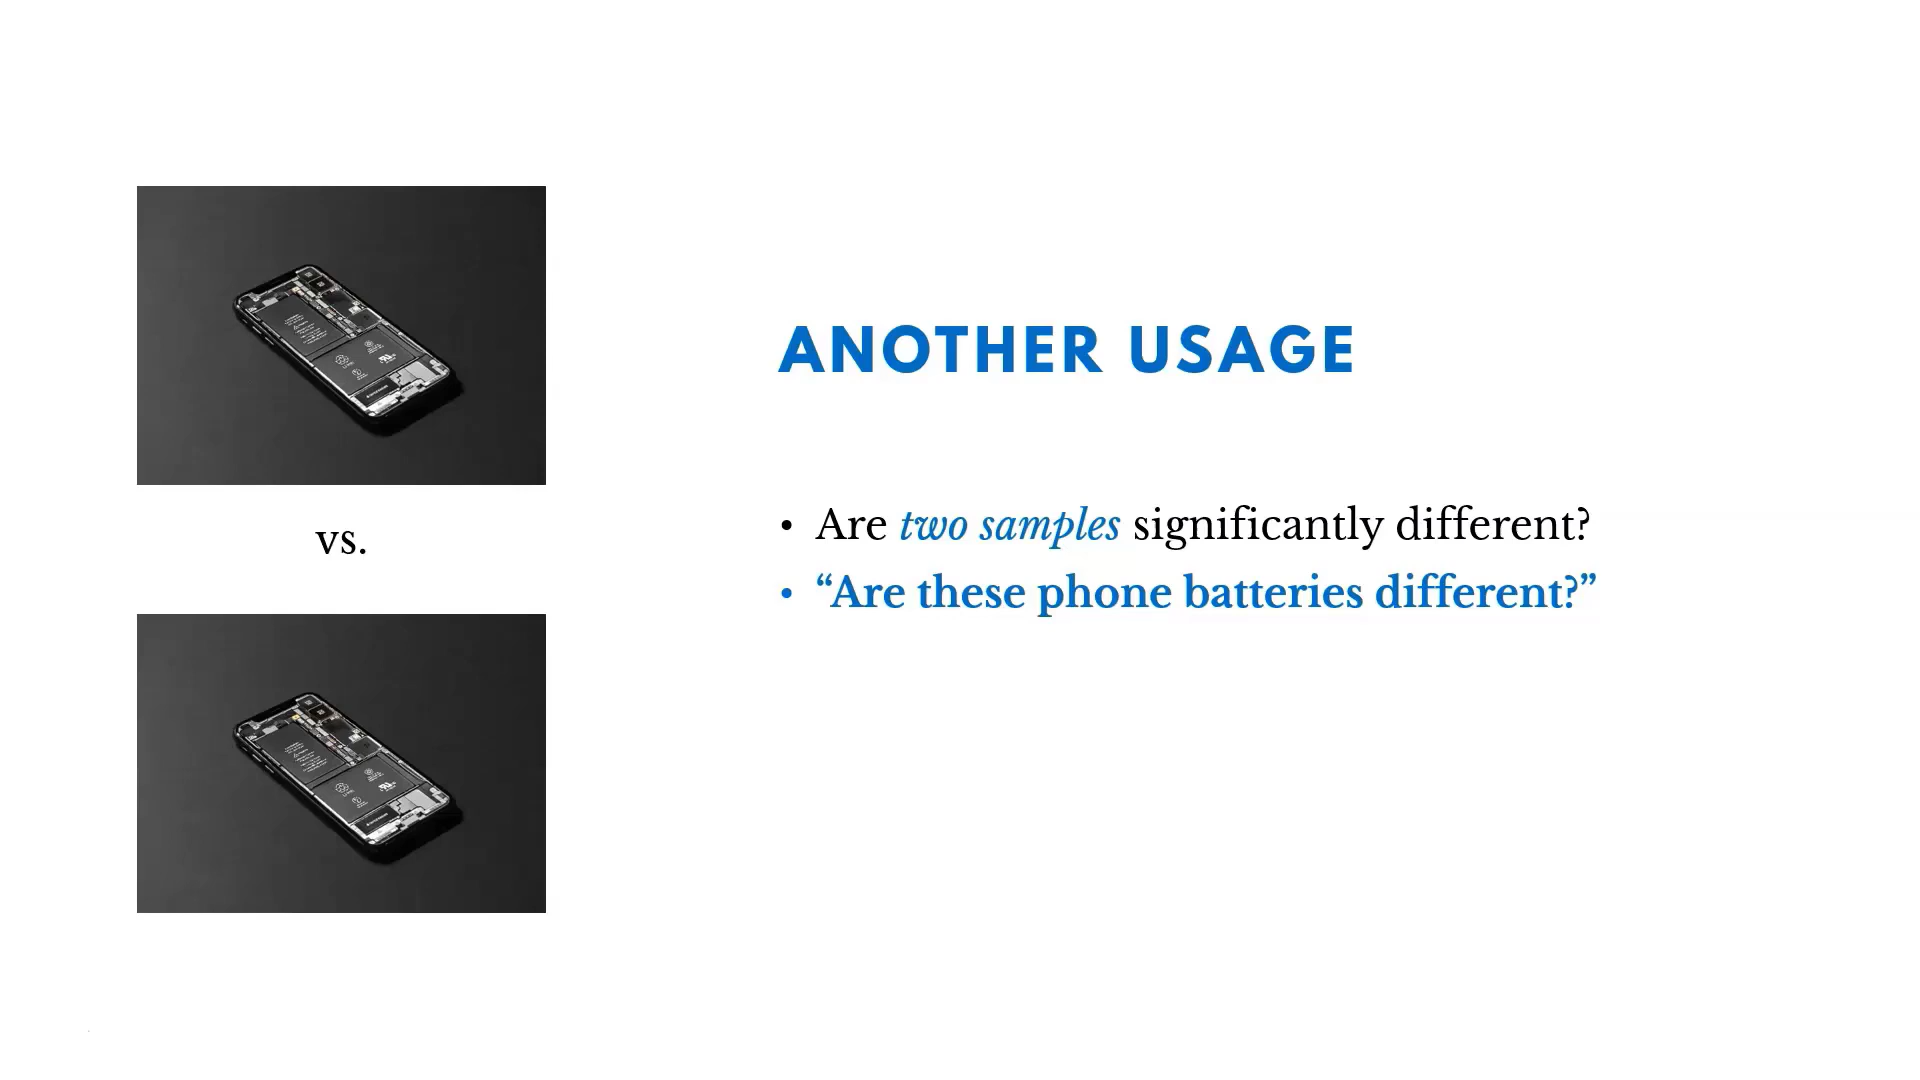 ANOTHER USAGE
vs.
• Are two samples significantly different?
• “Are these phone batteries different?”